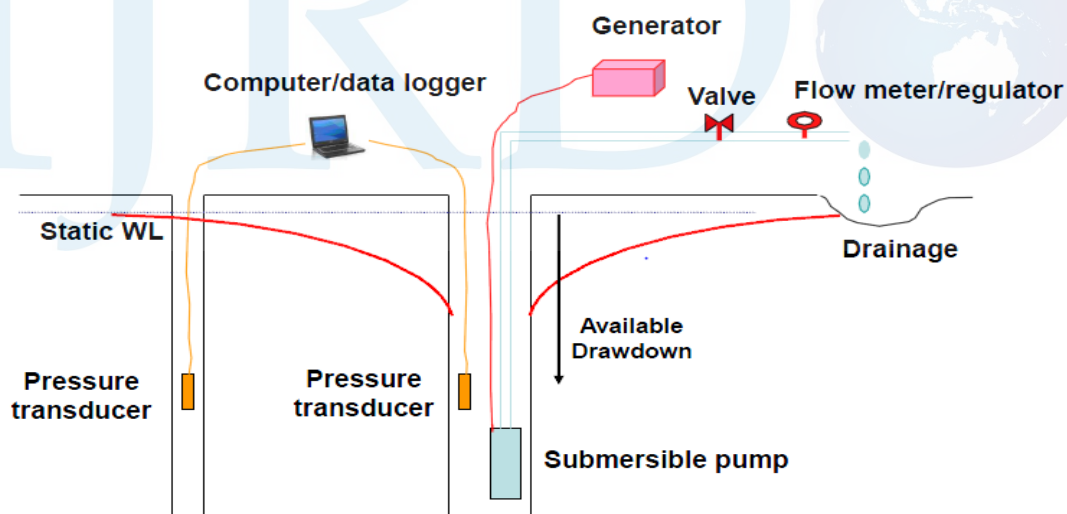 IJRD
Generator
Computer/data logger
Valve
Flow meter/regulator
Static WL
Drainage
Available
Drawdown
Pressure
transducer
Pressure
transducer
Submersible pump